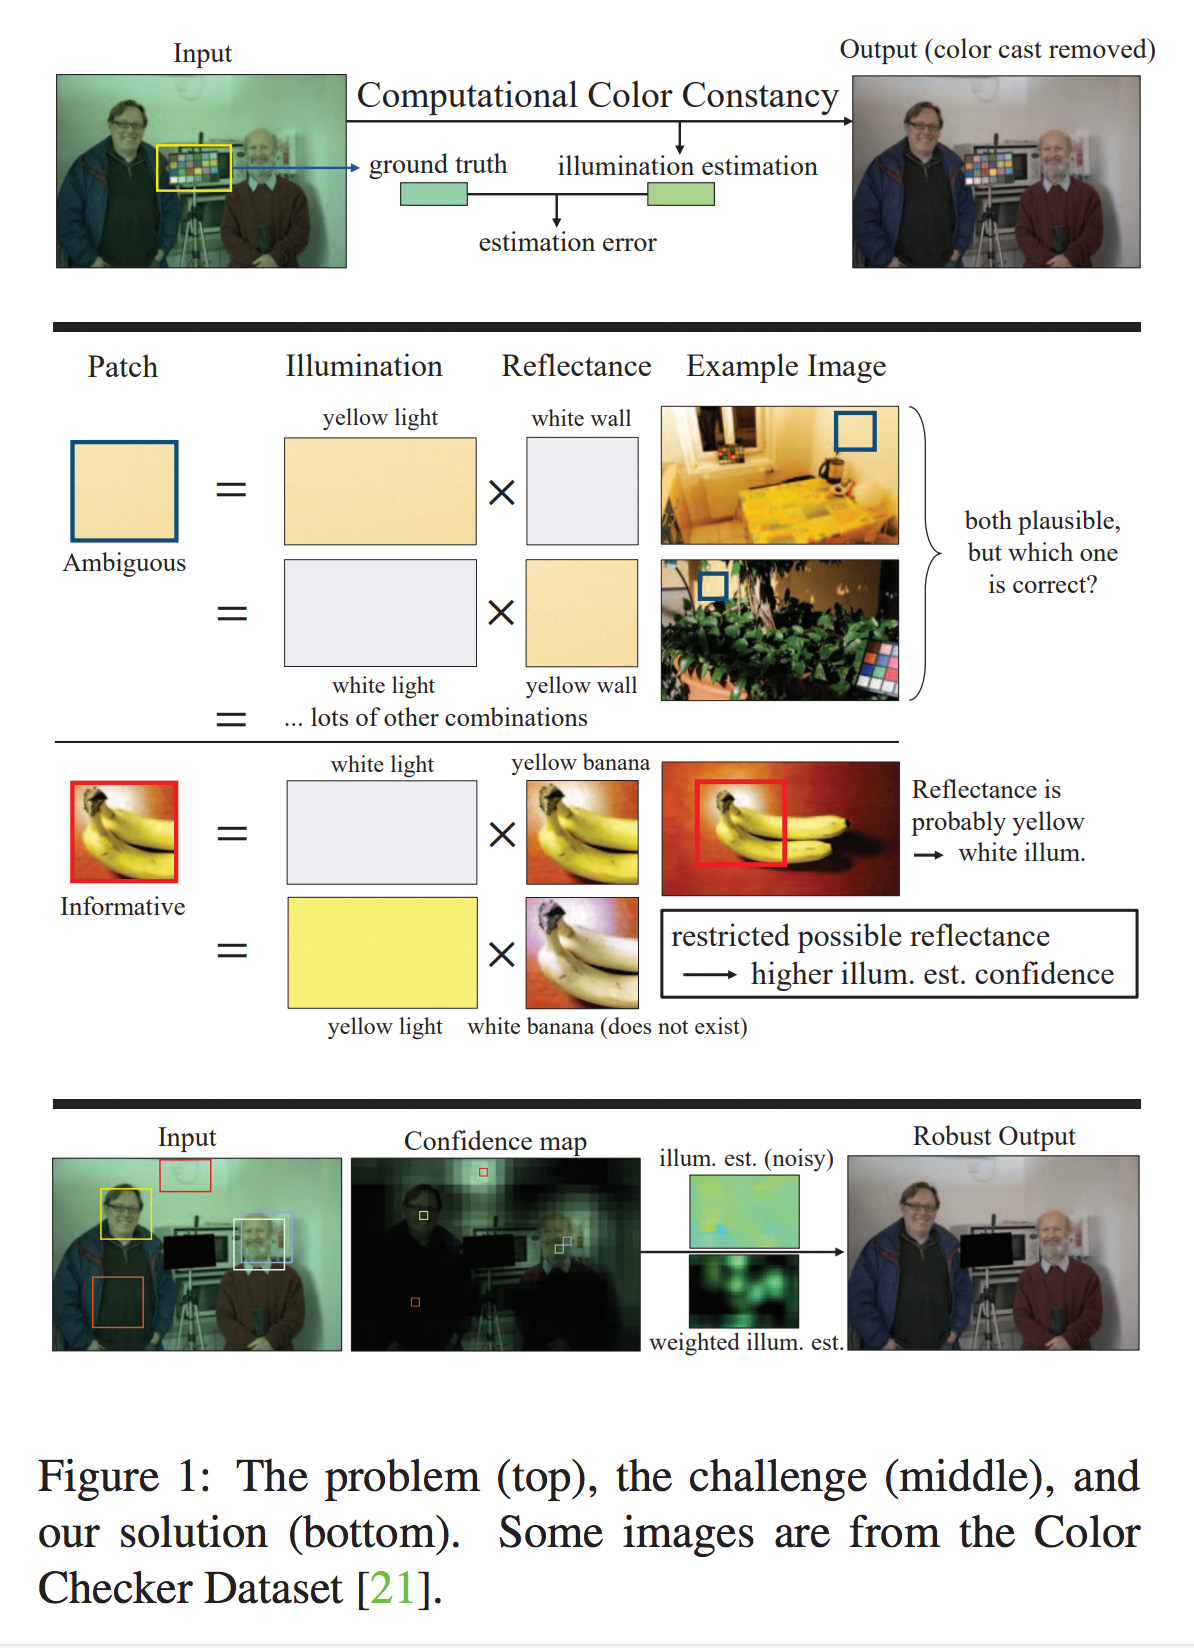 Input
Output (color cast removed)
Computational Color Constancy
ground truth
illumination estimation
estimation error
Patch
Illumination
Reflectance
Example Image
yellow light
white wall
=
×
Ambiguous
both plausible,
but which one
is correct?
=
×
white light
yellow wall
=
... lots of other combinations
white light
yellow banana
=
×
Reflectance is
probably yellow
→ white illum.
Informative
=
×
restricted possible reflectance
→ higher illum. est. confidence
yellow light
white banana (does not exist)
Input
Confidence map
illum. est. (noisy)
Robust Output
weighted illum. est.
Figure 1: The problem (top), the challenge (middle), and
our solution (bottom). Some images are from the Color
Checker Dataset [21].